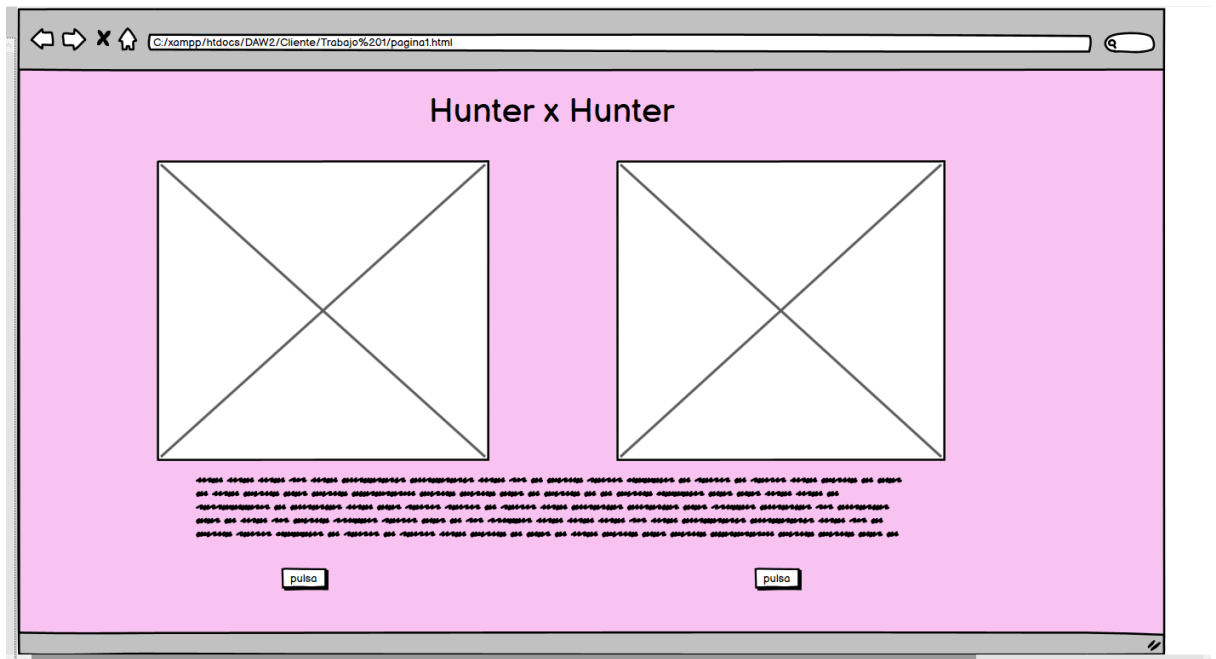 C:/xampp/htdocs/DAW2/Cliente/Trabajo%201/pagina1.html
Hunter x Hunter
pulsa
pulsa